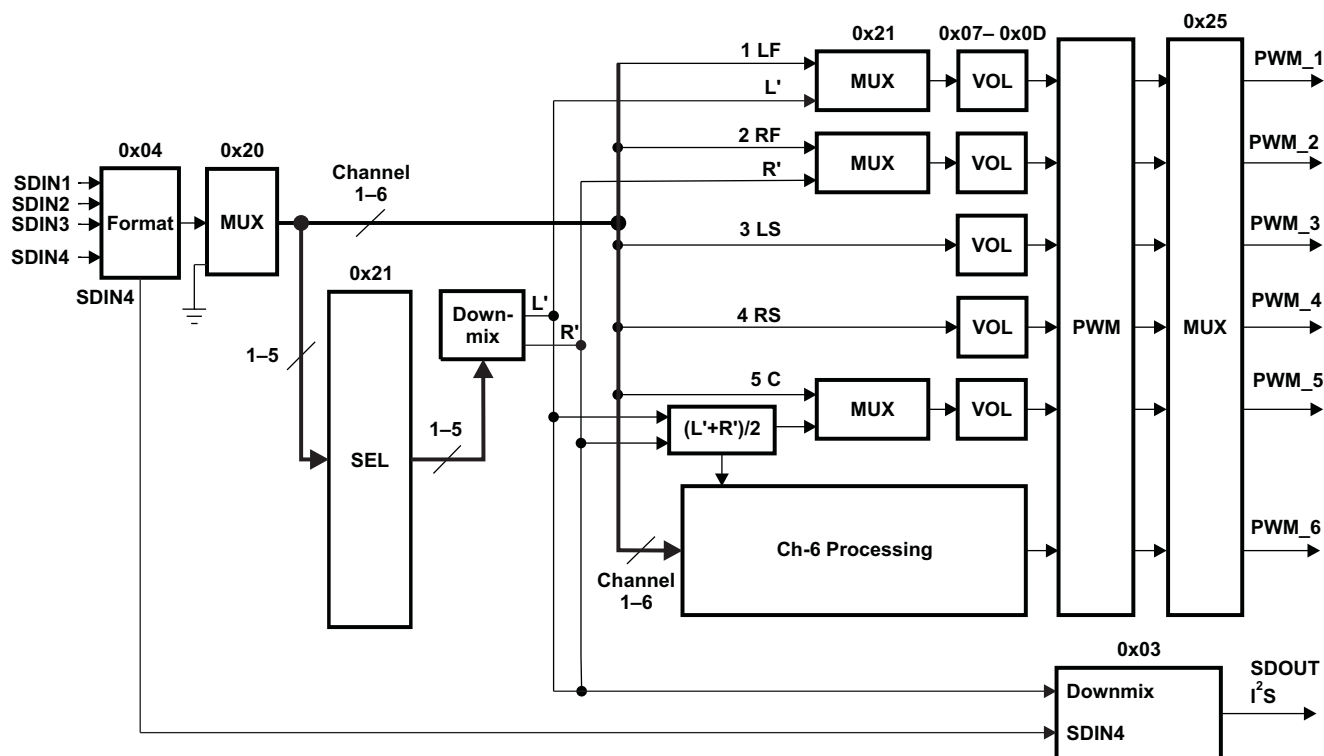 0x25
0x21
0x07– 0x0D
PWM_1
1 LF
MUX
VOL
L'
0x04
0x20
2 RF
MUX
VOL
PWM_2
R'
Channel
1–6
SDIN1
SDIN2
SDIN3
SDIN4
Format
MUX
3 LS
VOL
PWM_3
SDIN4
0x21
L'
Down-
mix
R'
4 RS
VOL
PWM
MUX
PWM_4
1–5
5 C
MUX
VOL
PWM_5
(L'+R')/2
1–5
SEL
Ch-6 Processing
PWM_6
Channel
1–6
0x03
SDOUT
I²S
Downmix
SDIN4